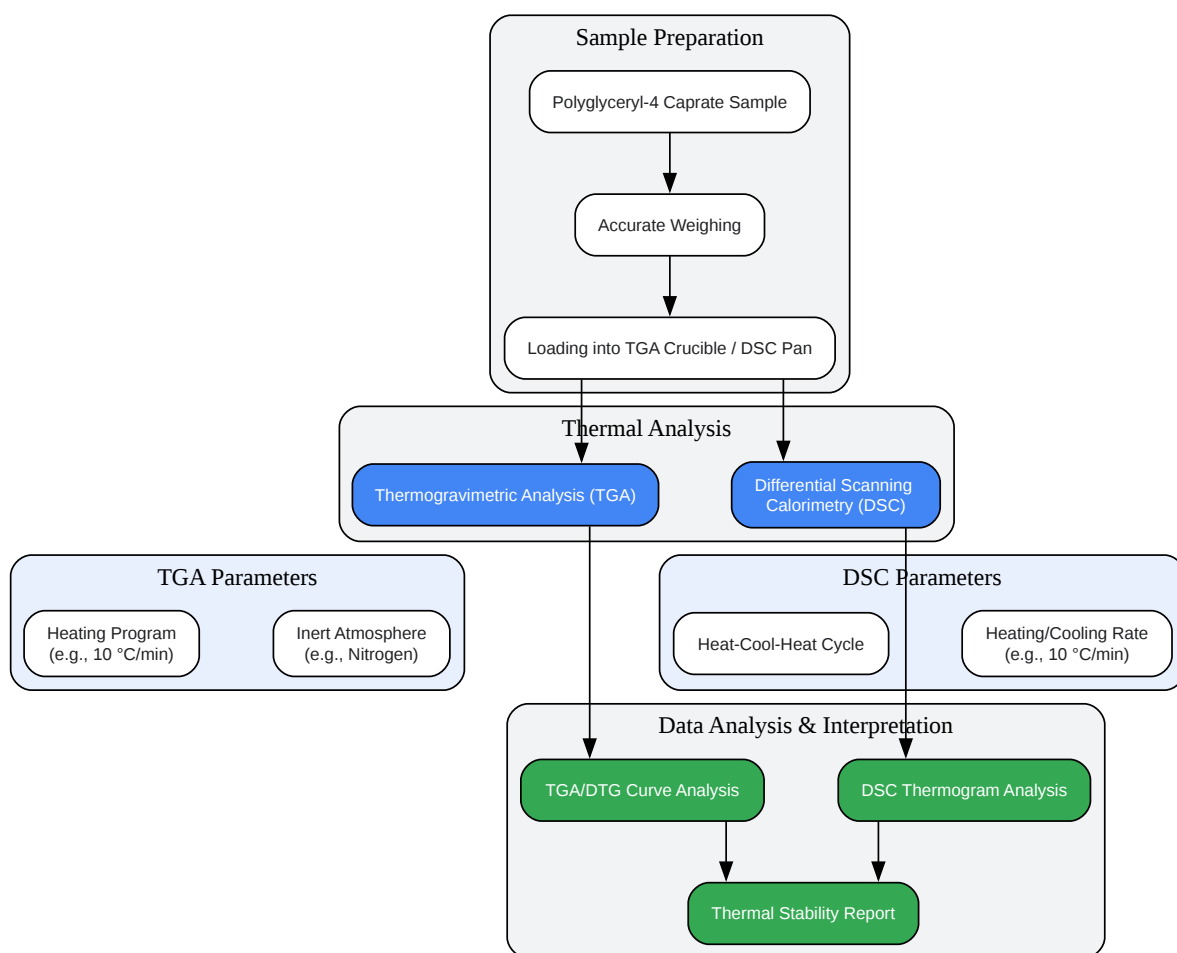 Sample Preparation
Polyglyceryl-4 Caprate Sample
Accurate Weighing
Loading into TGA Crucible / DSC Pan
Thermal Analysis
Thermogravimetric Analysis (TGA)
Differential Scanning
Calorimetry (DSC)
TGA Parameters
Heating Program
(e.g., 10 °C/min)
Inert Atmosphere
(e.g., Nitrogen)
DSC Parameters
Heat-Cool-Heat Cycle
Heating/Cooling Rate
(e.g., 10 °C/min)
Data Analysis & Interpretation
TGA/DTG Curve Analysis
DSC Thermogram Analysis
Thermal Stability Report